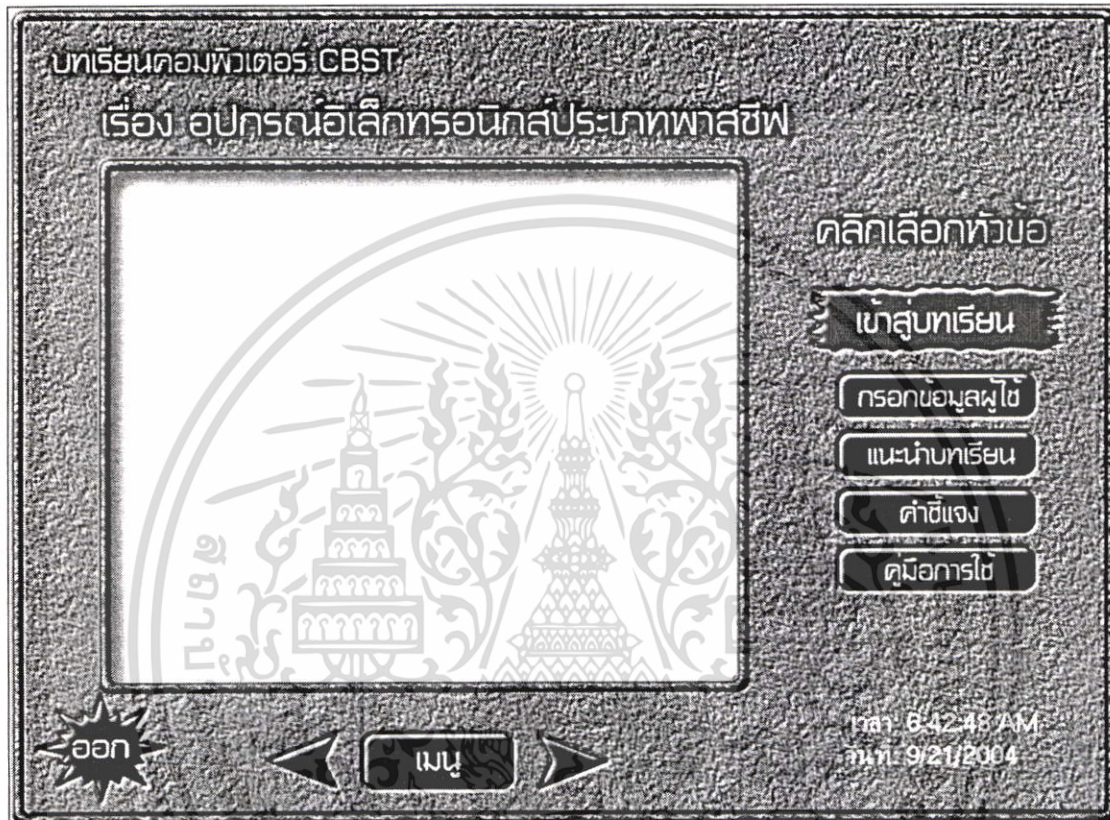 บทเรียนคอมพิวเตอร์ CBST
เรื่อง อุปกรณ์อิเล็กทรอนิกส์ประเภทพาสซีฟ
คลิกเลือกหัวข้อ
เข้าสู่บทเรียน
กรอกข้อมูลผู้ใช้
แนะนำบทเรียน
คำชี้แจง
คู่มือการใช้
เวลา: 6:42:48 AM
วันที่: 9/21/2004
ออก
เมนู